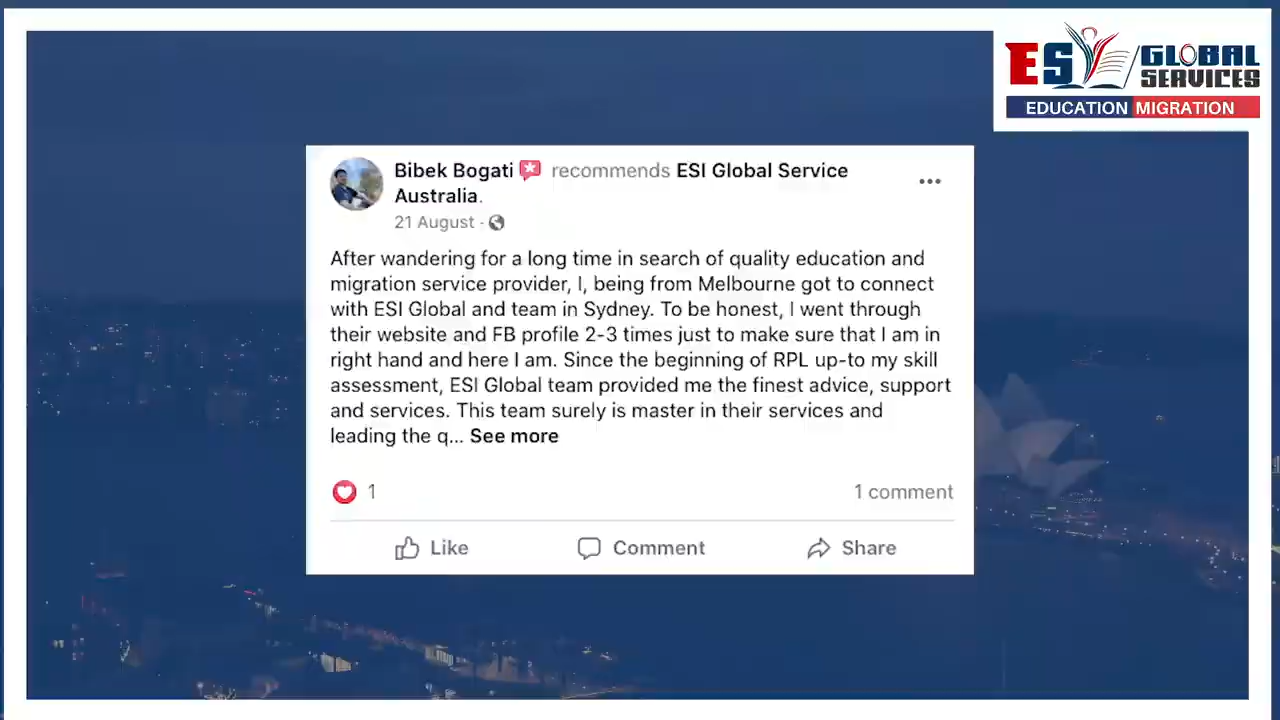 ESI GLOBAL
SERVICES
EDUCATION MIGRATION
Bibek Bogati recommends ESI Global Service
Australia.
21 August ·
After wandering for a long time in search of quality education and
migration service provider, I, being from Melbourne got to connect
with ESI Global and team in Sydney. To be honest, I went through
their website and FB profile 2-3 times just to make sure that I am in
right hand and here I am. Since the beginning of RPL up-to my skill
assessment, ESI Global team provided me the finest advice, support
and services. This team surely is master in their services and
leading the q... See more
1 1 comment
Like Comment Share